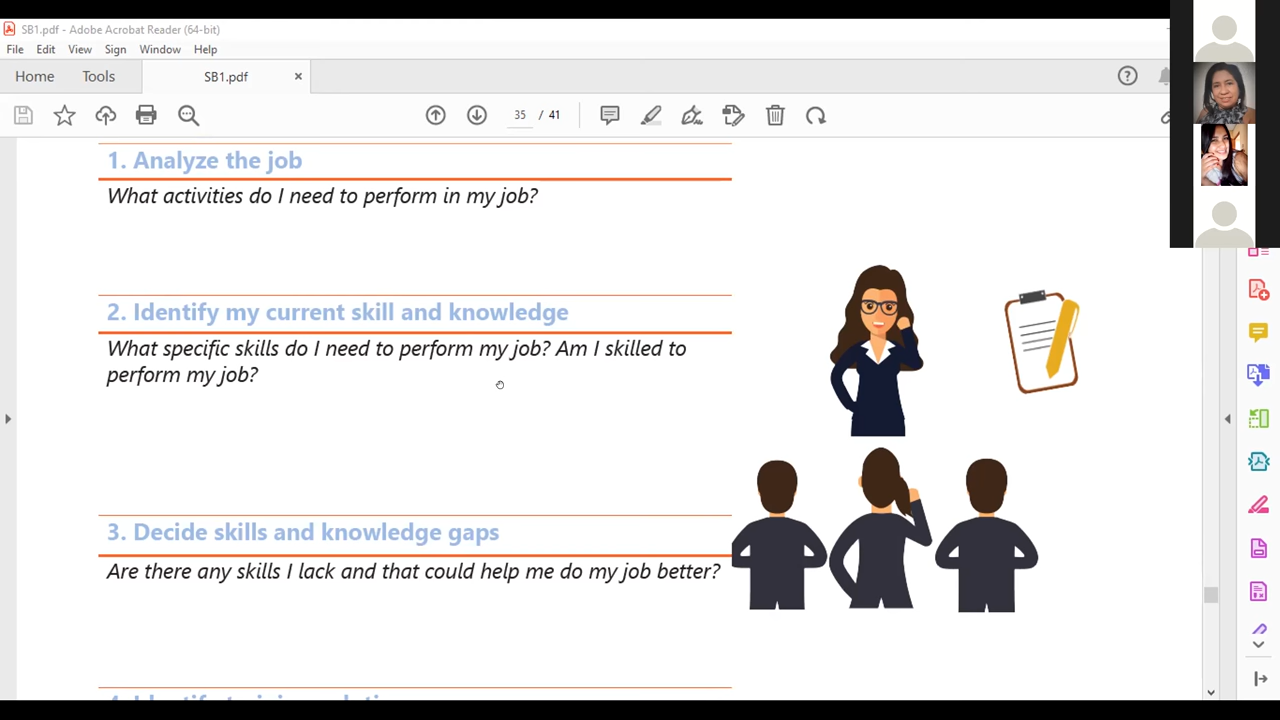 SB1.pdf - Adobe Acrobat Reader (64-bit)
File Edit View Sign Window Help
Home Tools SB1.pdf ×
35 / 41
1. Analyze the job
What activities do I need to perform in my job?
2. Identify my current skill and knowledge
What specific skills do I need to perform my job? Am I skilled to
perform my job?
3. Decide skills and knowledge gaps
Are there any skills I lack and that could help me do my job better?